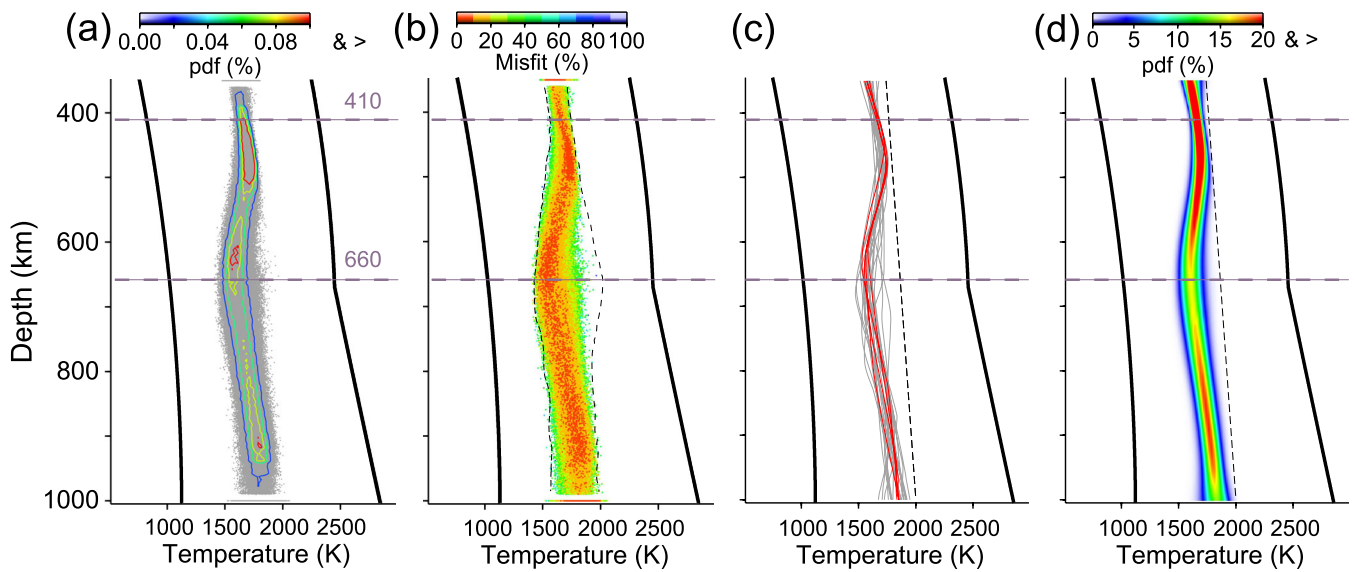 (a) (b) (c) (d)
0.00 0.04 0.08 & >
pdf (%)
0 20 40 60 80 100
Misfit (%)
0 5 10 15 20 & >
pdf (%)
410
660
Depth (km)
400
600
800
1000
1000 1500 2000 2500
Temperature (K)
1000 1500 2000 2500
Temperature (K)
1000 1500 2000 2500
Temperature (K)
1000 1500 2000 2500
Temperature (K)